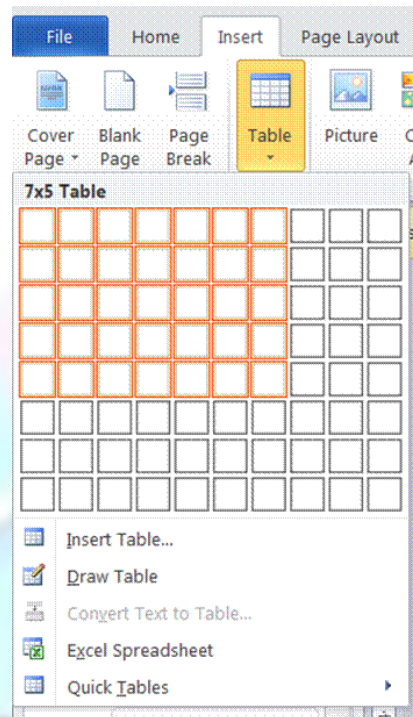 File Home Insert Page Layout
Cover Page Blank Page Page Break Table Picture
7x5 Table
Insert Table...
Draw Table
Convert Text to Table...
Excel Spreadsheet
Quick Tables